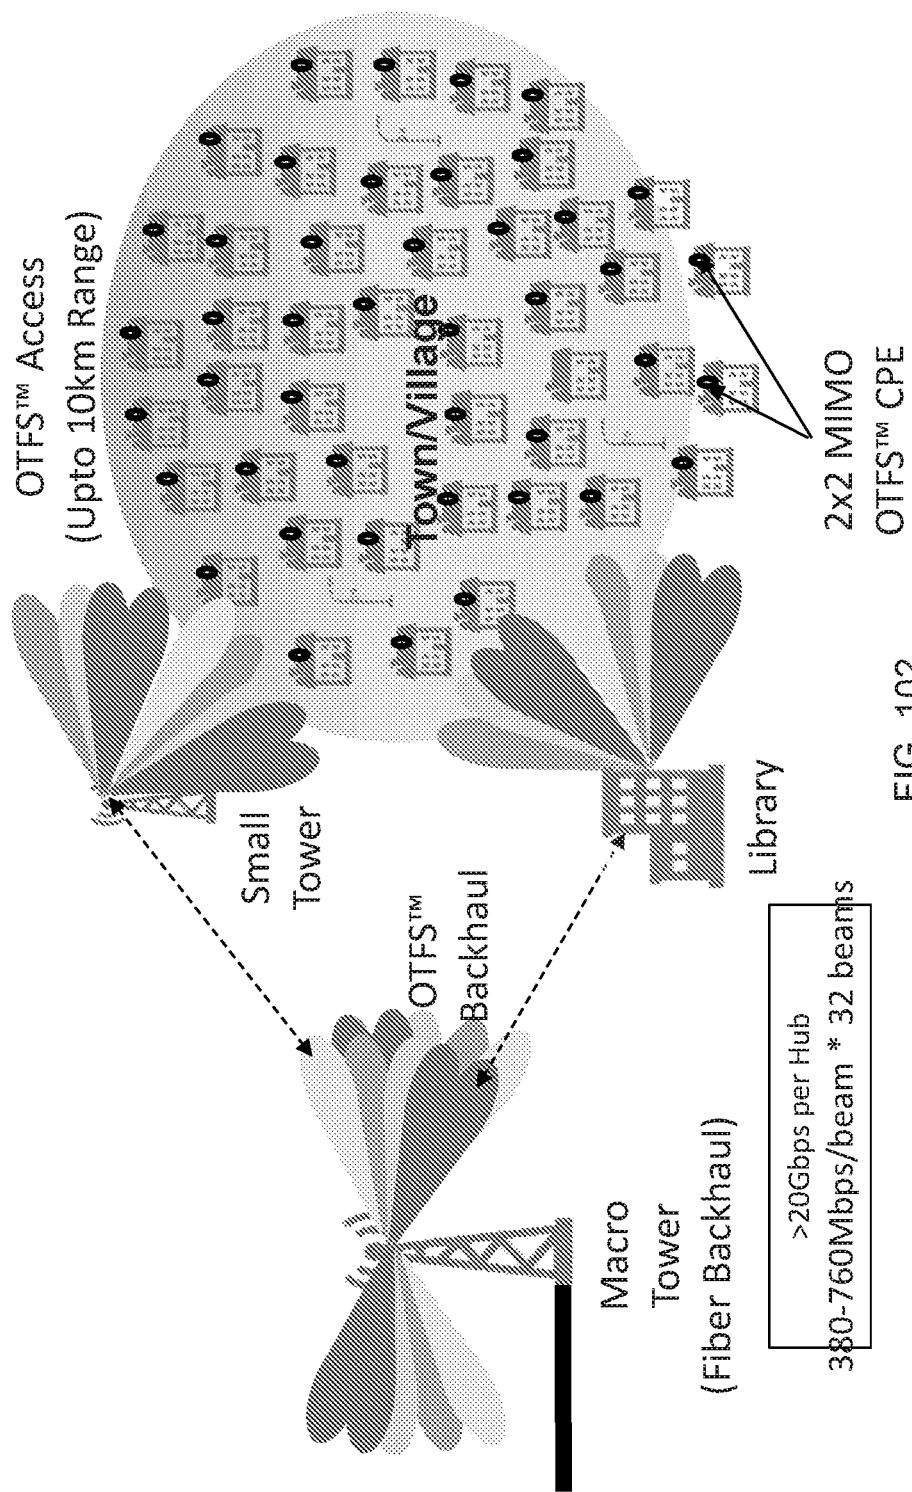 OTFS™ Access
(Upto 10km Range)
Town/Village
Small
Tower
OTFS™
Backhaul
Library
2x2 MIMO
OTFS™ CPE
Macro
Tower
(Fiber Backhaul)
>20Gbps per Hub
380-760Mbps/beam * 32 beams
FIG. 102